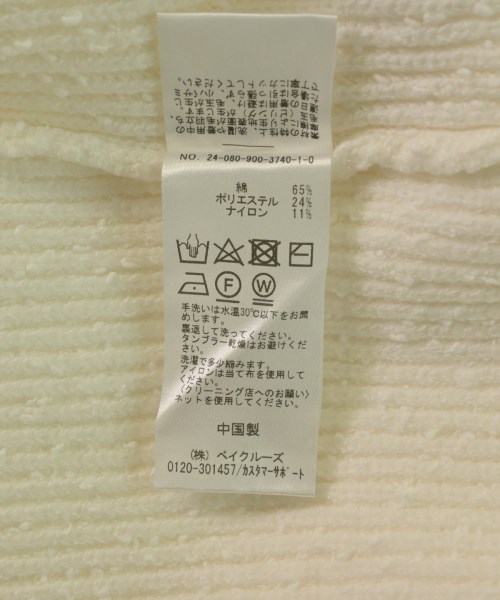 NO. 24-080-900-3740-1-0
綿 65%
ポリエステル 24%
ナイロン 11%
F W
手洗いは水温30℃以下をお薦
めします。
裏返して洗ってください。
タンブラー乾燥はお避けくださ
い。
洗濯で多少縮みます。
アイロンは当て布を使用して
ください。
〈クリーニング店へのお願い〉
ネットを使用してください。
中国製
(株) ベイクルーズ
0120-301457/カスタマーサポート